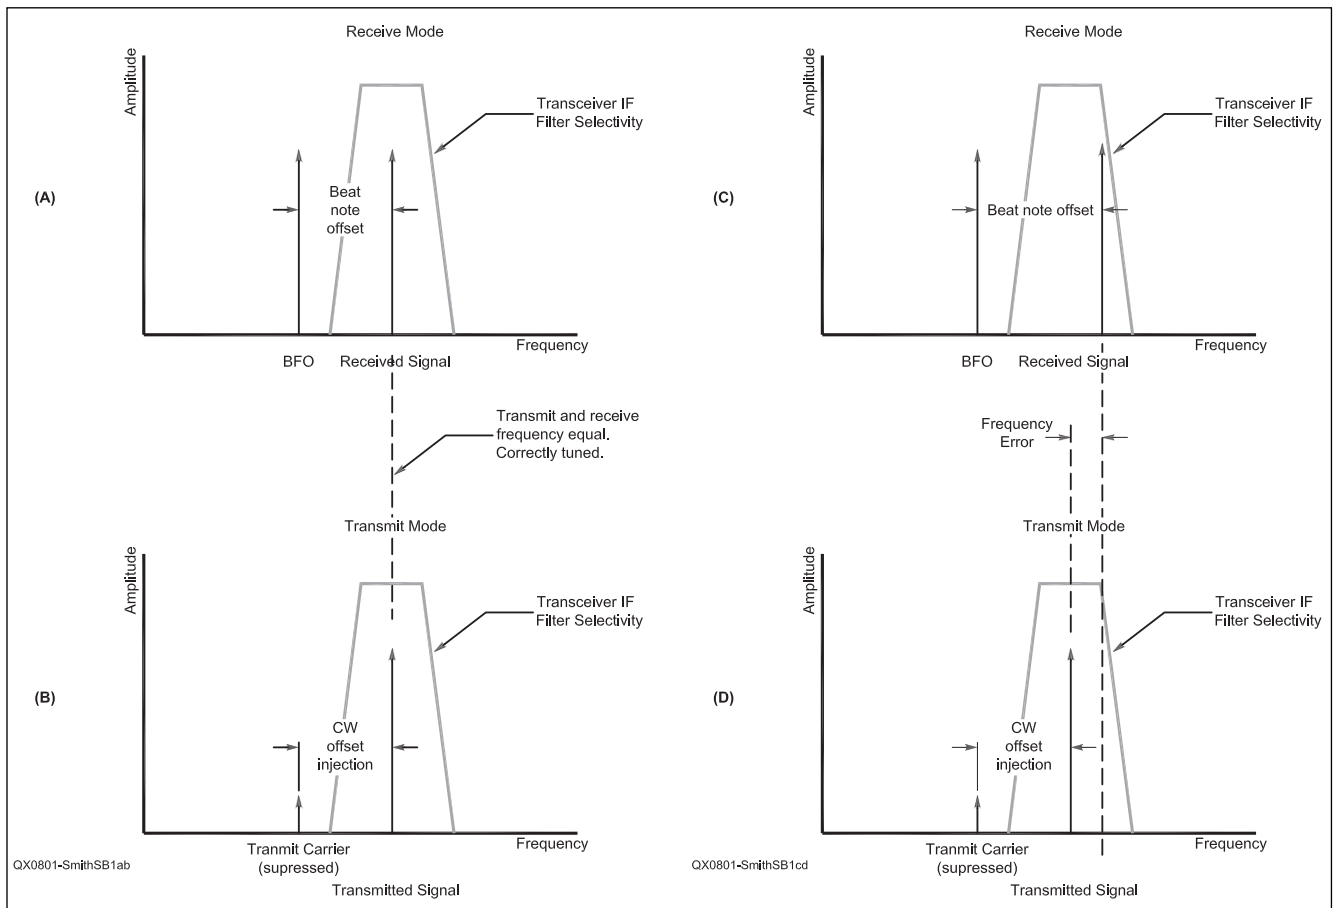 Receive Mode
Amplitude
Transceiver IF
Filter Selectivity
(A)
Beat
note
offset
Frequency
BFO
Received Signal
Transmit and receive
frequency equal.
Correctly tuned.
Transmit Mode
Amplitude
Transceiver IF
Filter Selectivity
(B)
CW
offset
injection
Frequency
Tranmit Carrier
(supressed)
QX0801-SmithSB1ab
Transmitted Signal
Receive Mode
Amplitude
Transceiver IF
Filter Selectivity
(C)
Beat note offset
Frequency
BFO
Received Signal
Frequency
Error
Transmit Mode
Amplitude
Transceiver IF
Filter Selectivity
(D)
CW
offset
injection
Frequency
Tranmit Carrier
(supressed)
QX0801-SmithSB1cd
Transmitted Signal